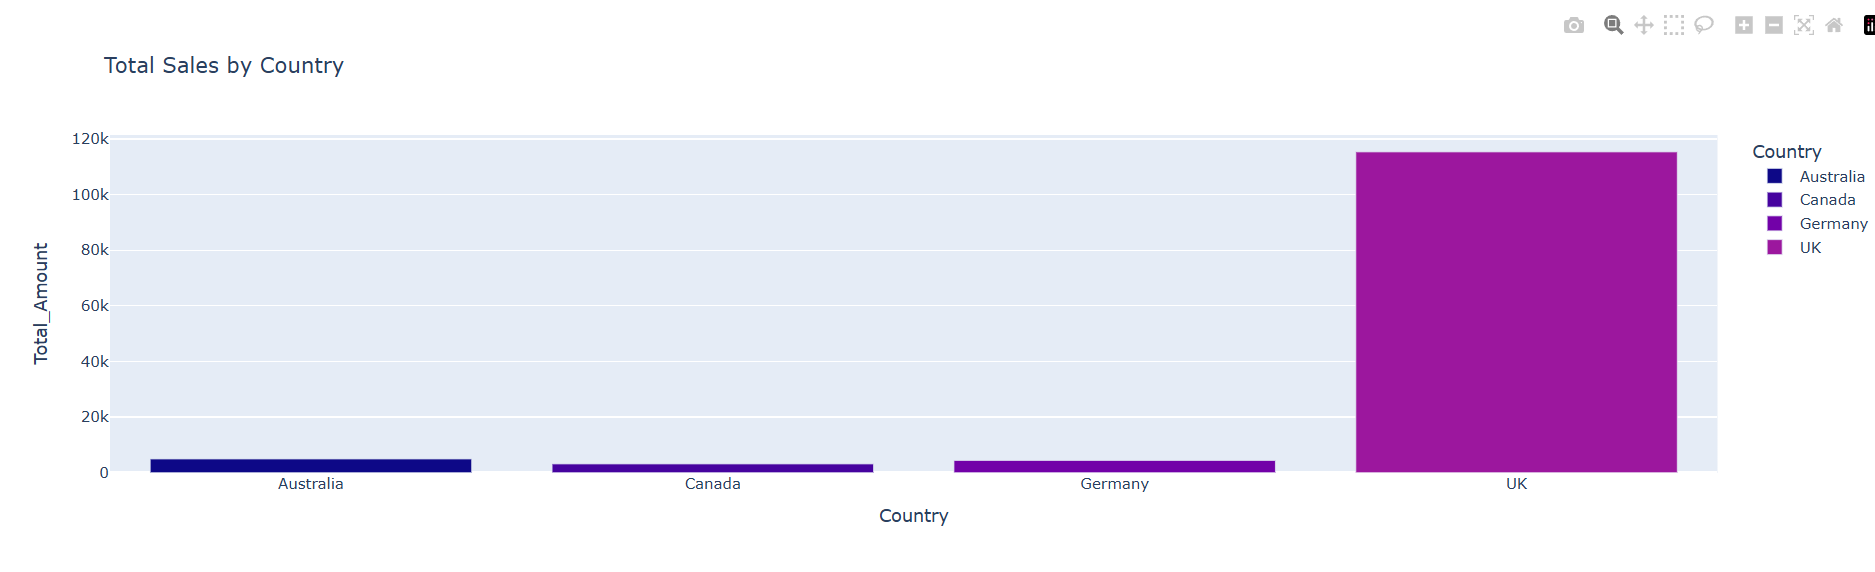 Total Sales by Country
120k
100k
80k
60k
40k
20k
0
Total_Amount
Australia
Canada
Germany
UK
Country
Country
Australia
Canada
Germany
UK